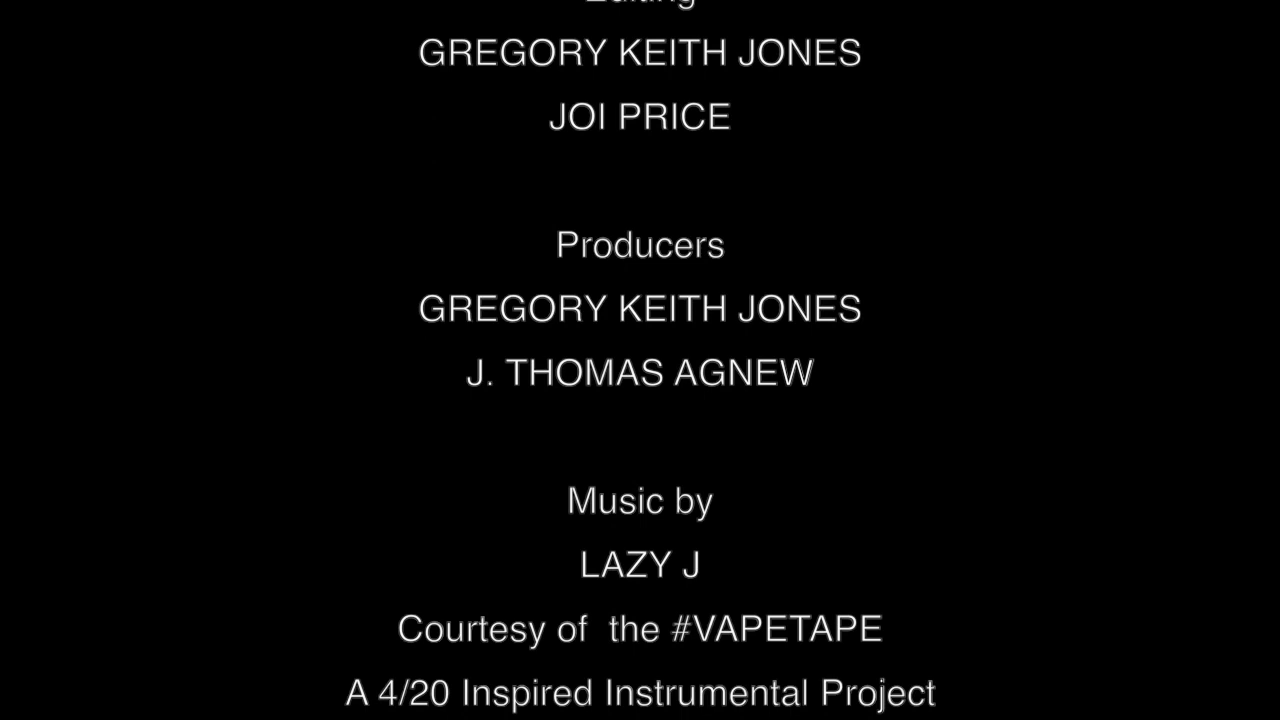 Editing
GREGORY KEITH JONES
JOI PRICE
Producers
GREGORY KEITH JONES
J. THOMAS AGNEW
Music by
LAZY J
Courtesy of  the #VAPETAPE
A 4/20 Inspired Instrumental Project